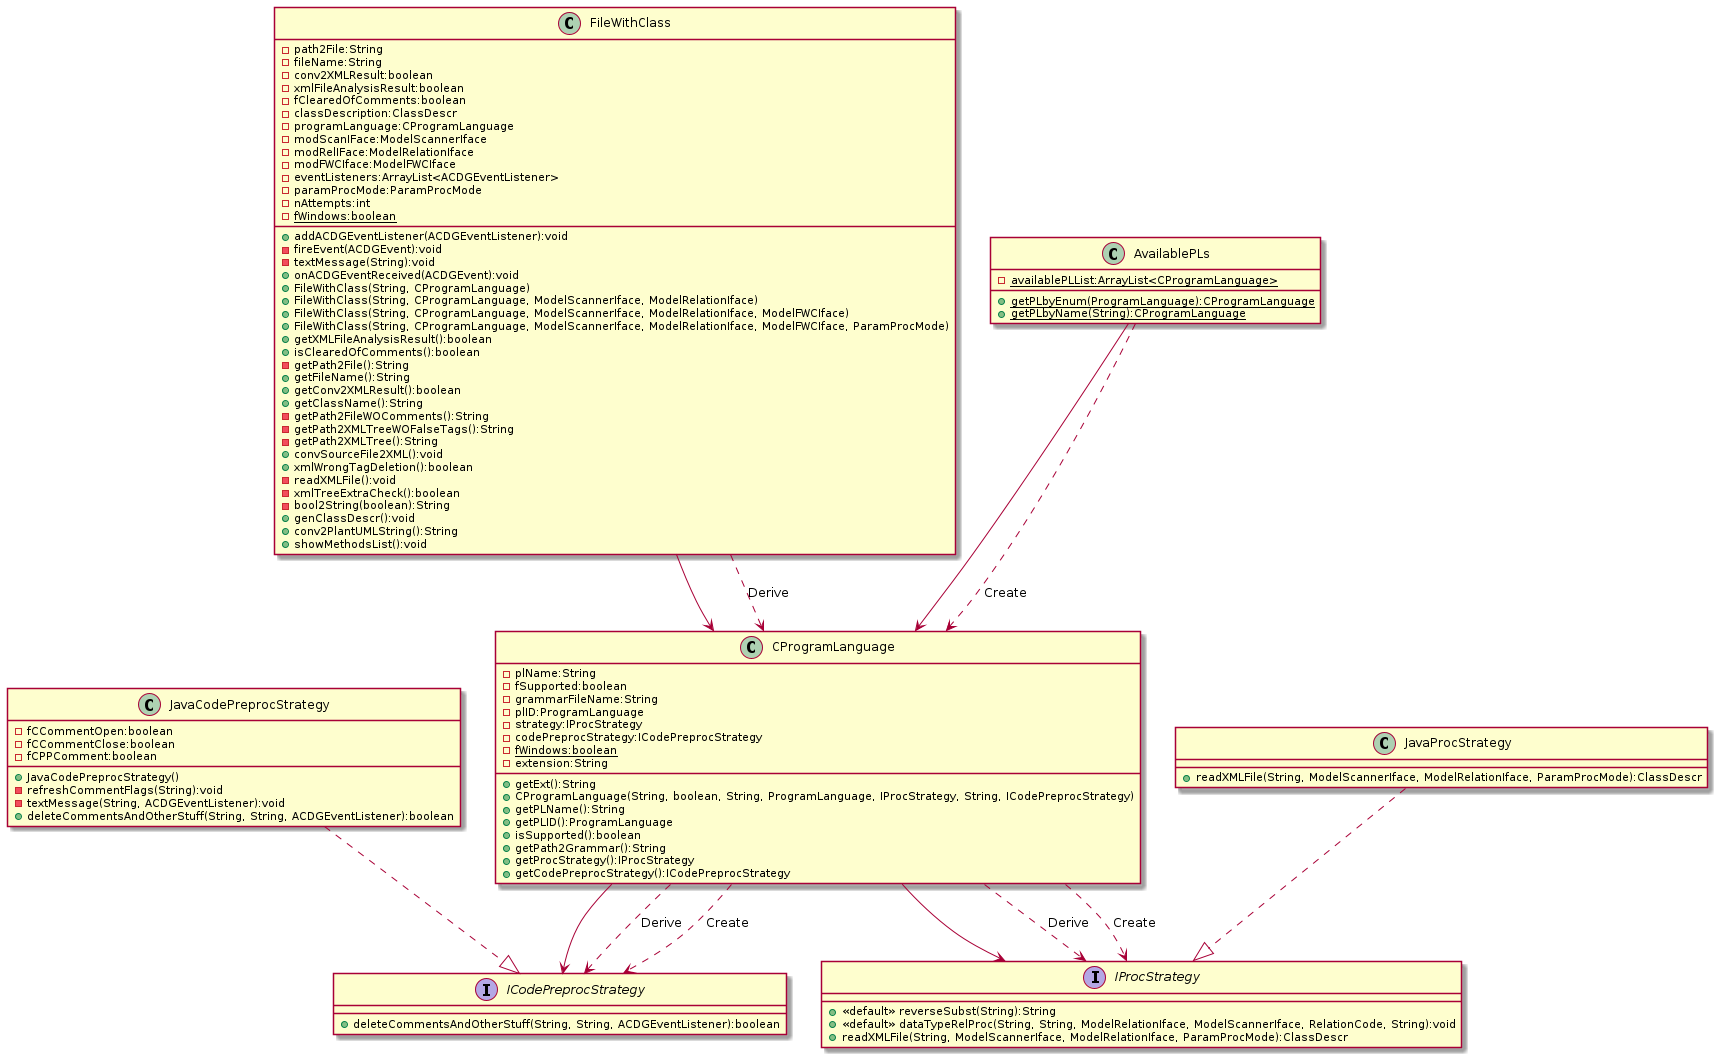 C FileWithClass
path2File:String
fileName:String
conv2XMLResult:boolean
xmlFileAnalysisResult:boolean
fClearedOfComments:boolean
classDescription:ClassDescr
programLanguage:CProgramLanguage
modScanIFace:ModelScannerIface
modRelIFace:ModelRelationIface
modFWCIface:ModelFWCIface
eventListeners:ArrayList<ACDGEventListener>
paramProcMode:ParamProcMode
nAttempts:int
fWindows:boolean
addACDGEventListener(ACDGEventListener):void
fireEvent(ACDGEvent):void
textMessage(String):void
onACDGEventReceived(ACDGEvent):void
FileWithClass(String, CProgramLanguage)
FileWithClass(String, CProgramLanguage, ModelScannerIface, ModelRelationIface)
FileWithClass(String, CProgramLanguage, ModelScannerIface, ModelRelationIface, ModelFWCIface)
FileWithClass(String, CProgramLanguage, ModelScannerIface, ModelRelationIface, ModelFWCIface, ParamProcMode)
getXMLFileAnalysisResult():boolean
isClearedOfComments():boolean
getPath2File():String
getFileName():String
getConv2XMLResult():boolean
getClassName():String
getPath2FileWOComments():String
getPath2XMLTreeWOFalseTags():String
getPath2XMLTree():String
convSourceFile2XML():void
xmlWrongTagDeletion():boolean
readXMLFile():void
xmlTreeExtraCheck():boolean
bool2String(boolean):String
genClassDescr():void
conv2PlantUMLString():String
showMethodsList():void
C AvailablePLs
availablePLList:ArrayList<CProgramLanguage>
getPLbyEnum(ProgramLanguage):CProgramLanguage
getPLbyName(String):CProgramLanguage
Derive
Create
C CProgramLanguage
plName:String
fSupported:boolean
grammarFileName:String
plID:ProgramLanguage
strategy:IProcStrategy
codePreprocStrategy:ICodePreprocStrategy
fWindows:boolean
extension:String
getExt():String
CProgramLanguage(String, boolean, String, ProgramLanguage, IProcStrategy, String, ICodePreprocStrategy)
getPLName():String
getPLID():ProgramLanguage
isSupported():boolean
getPath2Grammar():String
getProcStrategy():IProcStrategy
getCodePreprocStrategy():ICodePreprocStrategy
C JavaCodePreprocStrategy
fCCommentOpen:boolean
fCCommentClose:boolean
fCPPComment:boolean
JavaCodePreprocStrategy()
refreshCommentFlags(String):void
textMessage(String, ACDGEventListener):void
deleteCommentsAndOtherStuff(String, String, ACDGEventListener):boolean
C JavaProcStrategy
readXMLFile(String, ModelScannerIface, ModelRelationIface, ParamProcMode):ClassDescr
Derive
Create
Derive
Create
I ICodePreprocStrategy
deleteCommentsAndOtherStuff(String, String, ACDGEventListener):boolean
I IProcStrategy
«default» reverseSubst(String):String
«default» dataTypeRelProc(String, String, ModelRelationIface, ModelScannerIface, RelationCode, String):void
readXMLFile(String, ModelScannerIface, ModelRelationIface, ParamProcMode):ClassDescr